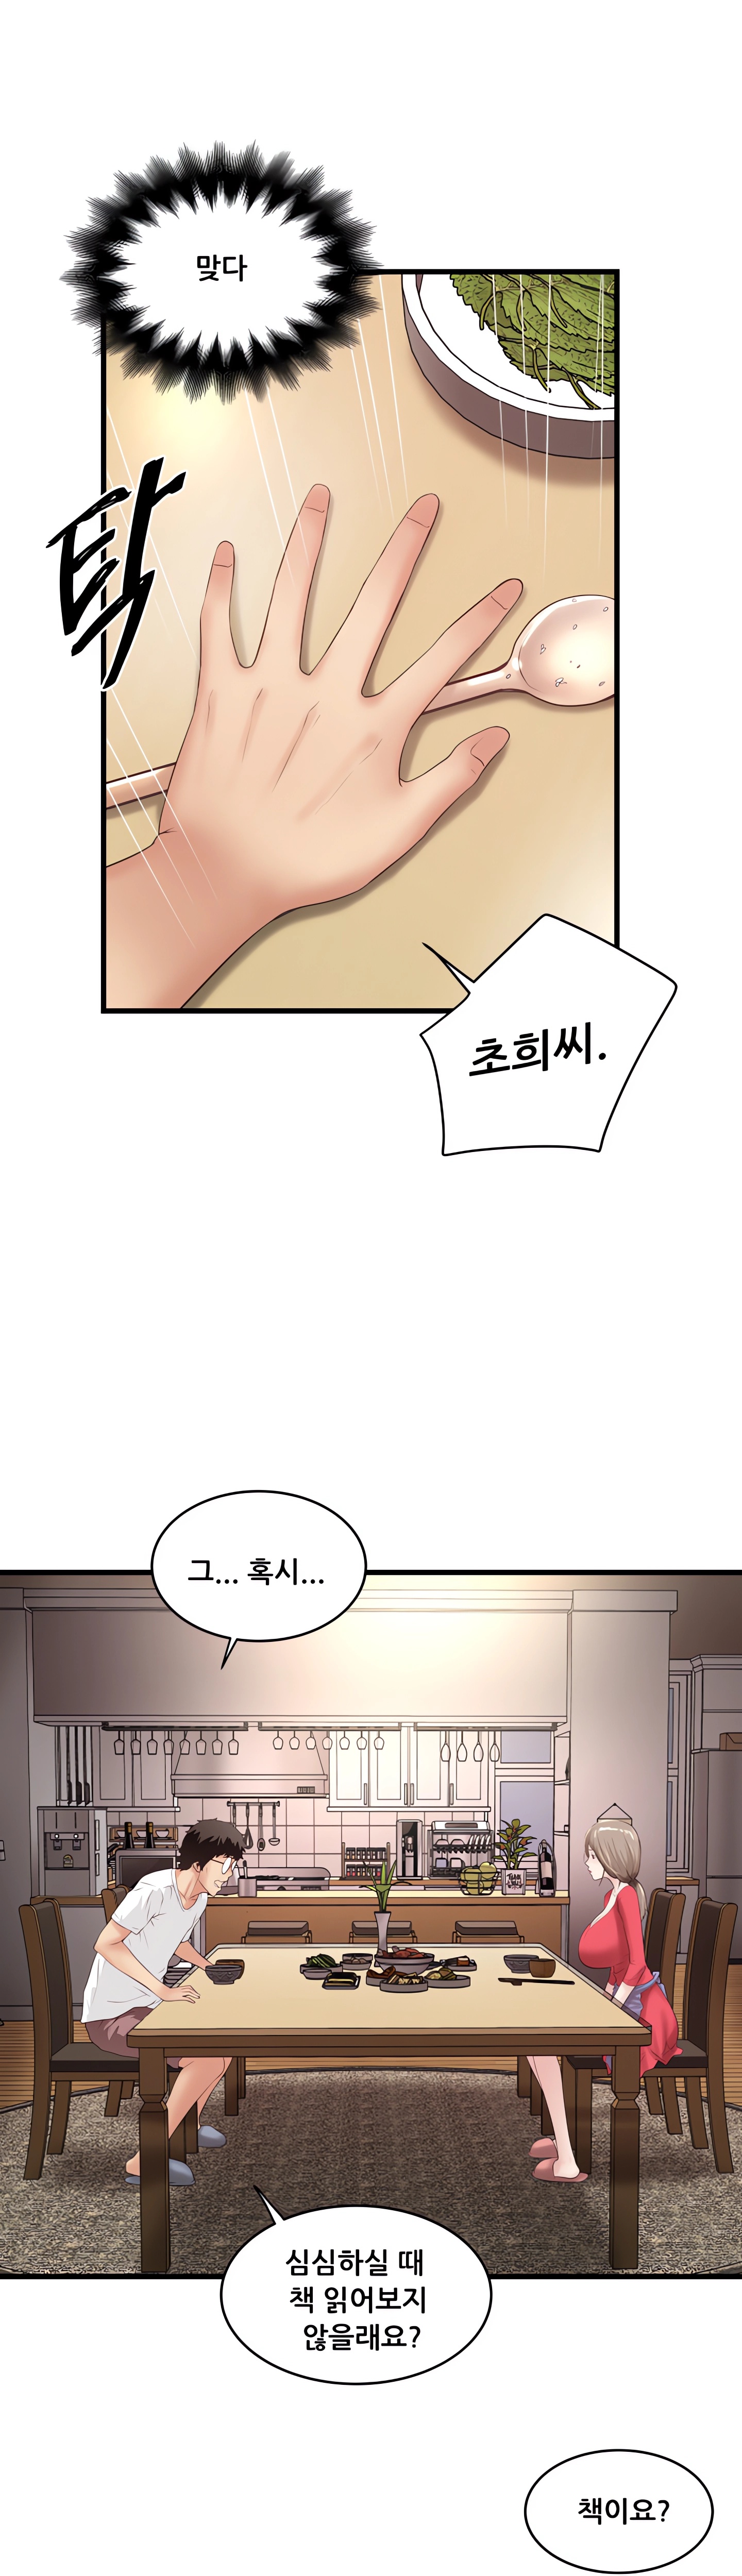 맞다
탁
초희씨.
그... 혹시...
심심하실 때
책 읽어보지
않을래요?
책이요?